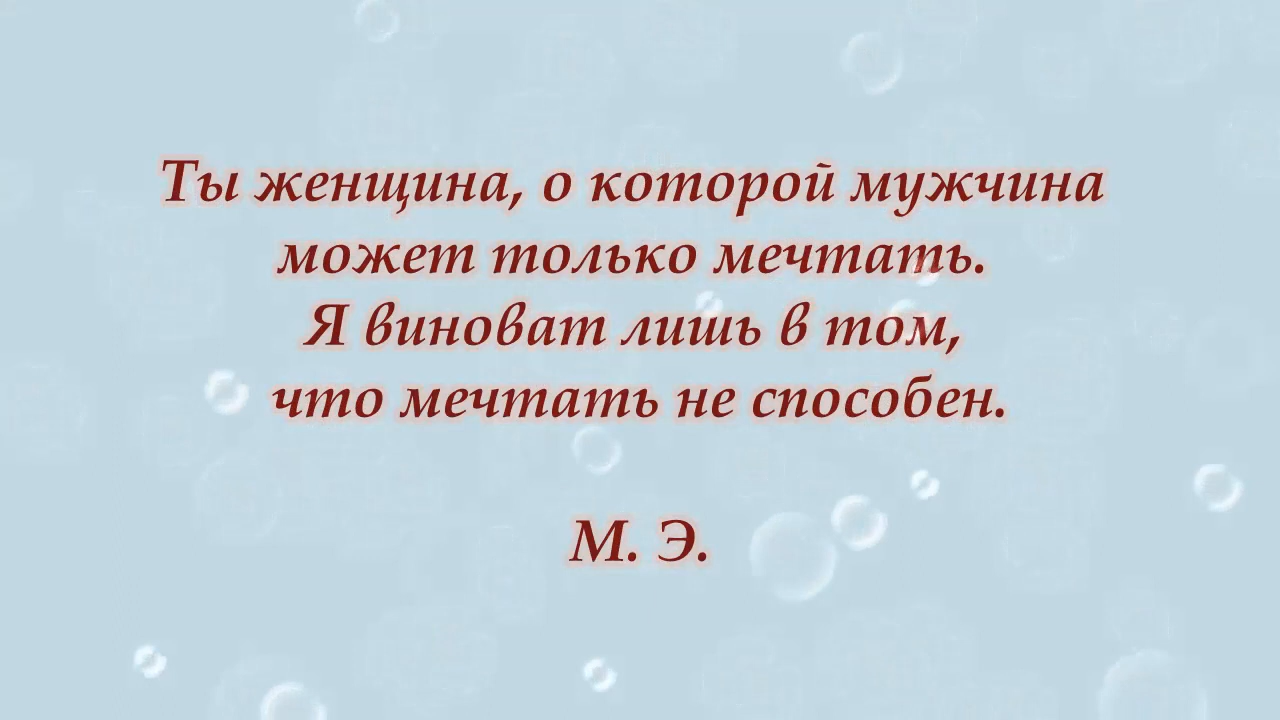 Ты женщина, о которой мужчина
может только мечтать.
Я виноват лишь в том,
что мечтать не способен.
М. Э.